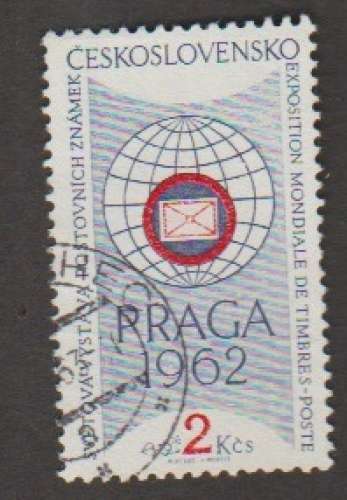 ČESKOSLOVENSKO
SVĚTOVÁ VÝSTAVA POŠTOVNÍCH ZNÁMEK
EXPOSITION MONDIALE DE TIMBRES-POSTE
PRAGA
1962
2 Kčs